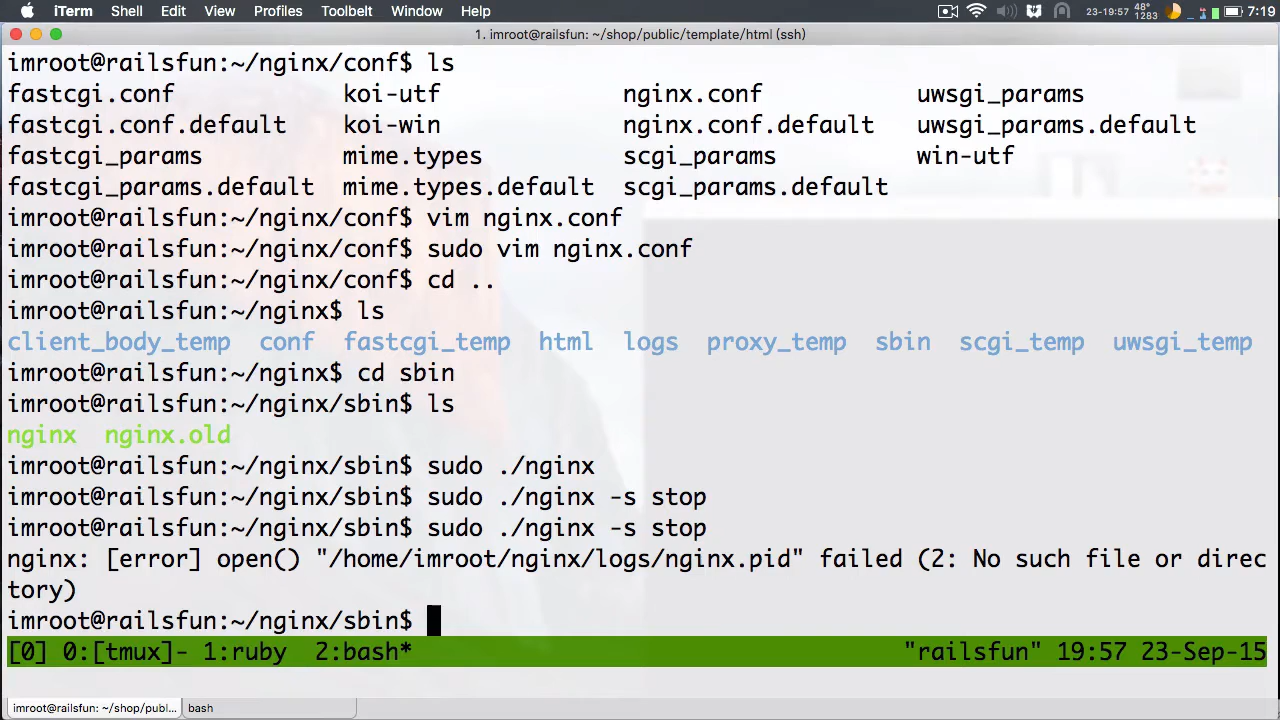 iTerm Shell Edit View Profiles Toolbelt Window Help 23-19:57 48° 1283 7:19
1. imroot@railsfun: ~/shop/public/template/html (ssh)
imroot@railsfun:~/nginx/conf$ ls
fastcgi.conf koi-utf nginx.conf uwsgi_params
fastcgi.conf.default koi-win nginx.conf.default uwsgi_params.default
fastcgi_params mime.types scgi_params win-utf
fastcgi_params.default mime.types.default scgi_params.default
imroot@railsfun:~/nginx/conf$ vim nginx.conf
imroot@railsfun:~/nginx/conf$ sudo vim nginx.conf
imroot@railsfun:~/nginx/conf$ cd ..
imroot@railsfun:~/nginx$ ls
client_body_temp conf fastcgi_temp html logs proxy_temp sbin scgi_temp uwsgi_temp
imroot@railsfun:~/nginx$ cd sbin
imroot@railsfun:~/nginx/sbin$ ls
nginx nginx.old
imroot@railsfun:~/nginx/sbin$ sudo ./nginx
imroot@railsfun:~/nginx/sbin$ sudo ./nginx -s stop
imroot@railsfun:~/nginx/sbin$ sudo ./nginx -s stop
nginx: [error] open() "/home/imroot/nginx/logs/nginx.pid" failed (2: No such file or direc
tory)
imroot@railsfun:~/nginx/sbin$
[0] 0:[tmux]- 1:ruby 2:bash* "railsfun" 19:57 23-Sep-15
imroot@railsfun: ~/shop/publ... bash